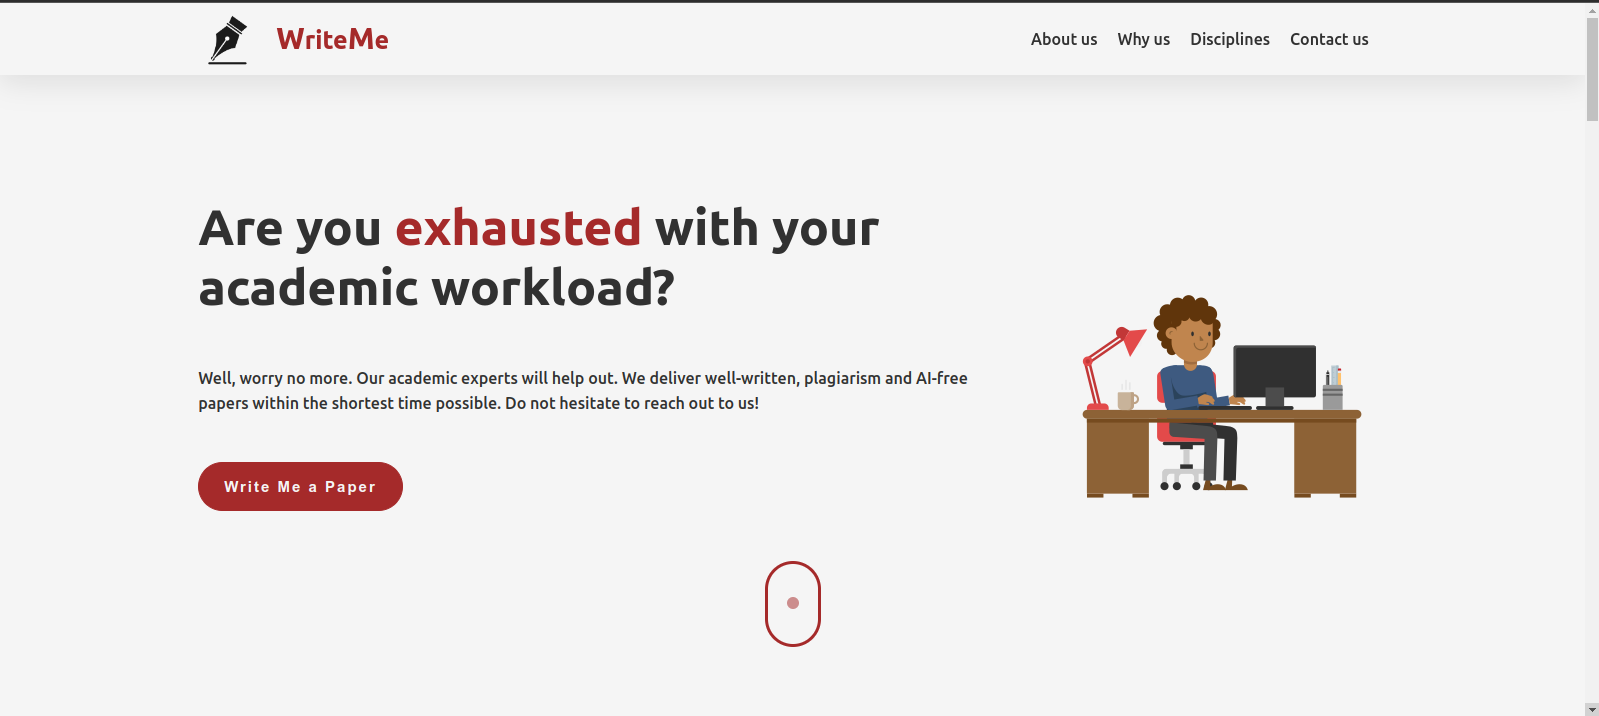 WriteMe
About us
Why us
Disciplines
Contact us
Are you exhausted with your
academic workload?
Well, worry no more. Our academic experts will help out. We deliver well-written, plagiarism and AI-free
papers within the shortest time possible. Do not hesitate to reach out to us!
Write Me a Paper